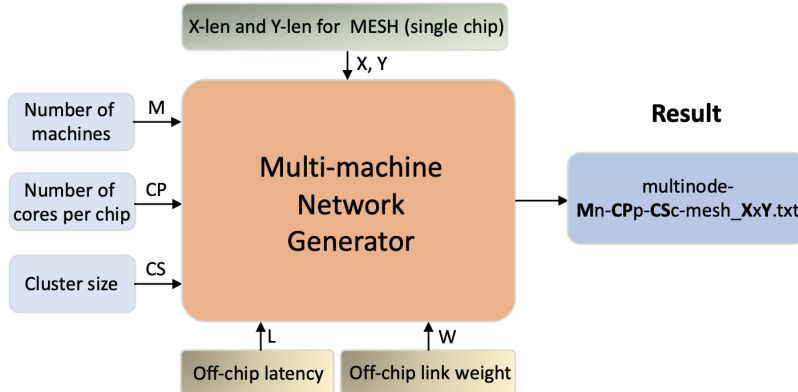 X-len and Y-len for MESH (single chip)
X, Y
Number of
machines
M
Number of
cores per chip
CP
Cluster size
CS
Multi-machine
Network
Generator
Result
multinode-
Mn-CPp-CSc-mesh_XxY.txt
L
W
Off-chip latency
Off-chip link weight